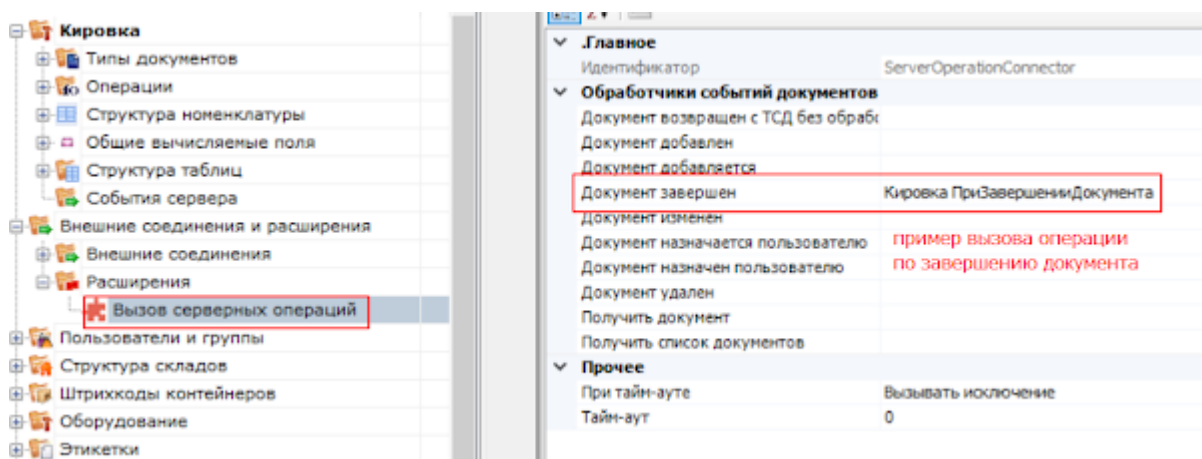 Кировка
Типы документов
Операции
Структура номенклатуры
Общие вычисляемые поля
Структура таблиц
События сервера
Внешние соединения и расширения
Внешние соединения
Расширения
Вызов серверных операций
Пользователи и группы
Структура складов
Штрихкоды контейнеров
Оборудование
Этикетки
.Главное
Идентификатор ServerOperationConnector
Обработчики событий документов
Документ возвращен с ТСД без обрабо
Документ добавлен
Документ добавляется
Документ завершен Кировка ПриЗавершенииДокумента
Документ изменен
Документ назначается пользователю
Документ назначен пользователю
пример вызова операции
по завершению документа
Документ удален
Получить документ
Получить список документов
Прочее
При тайм-ауте Вызывать исключение
Тайм-аут 0